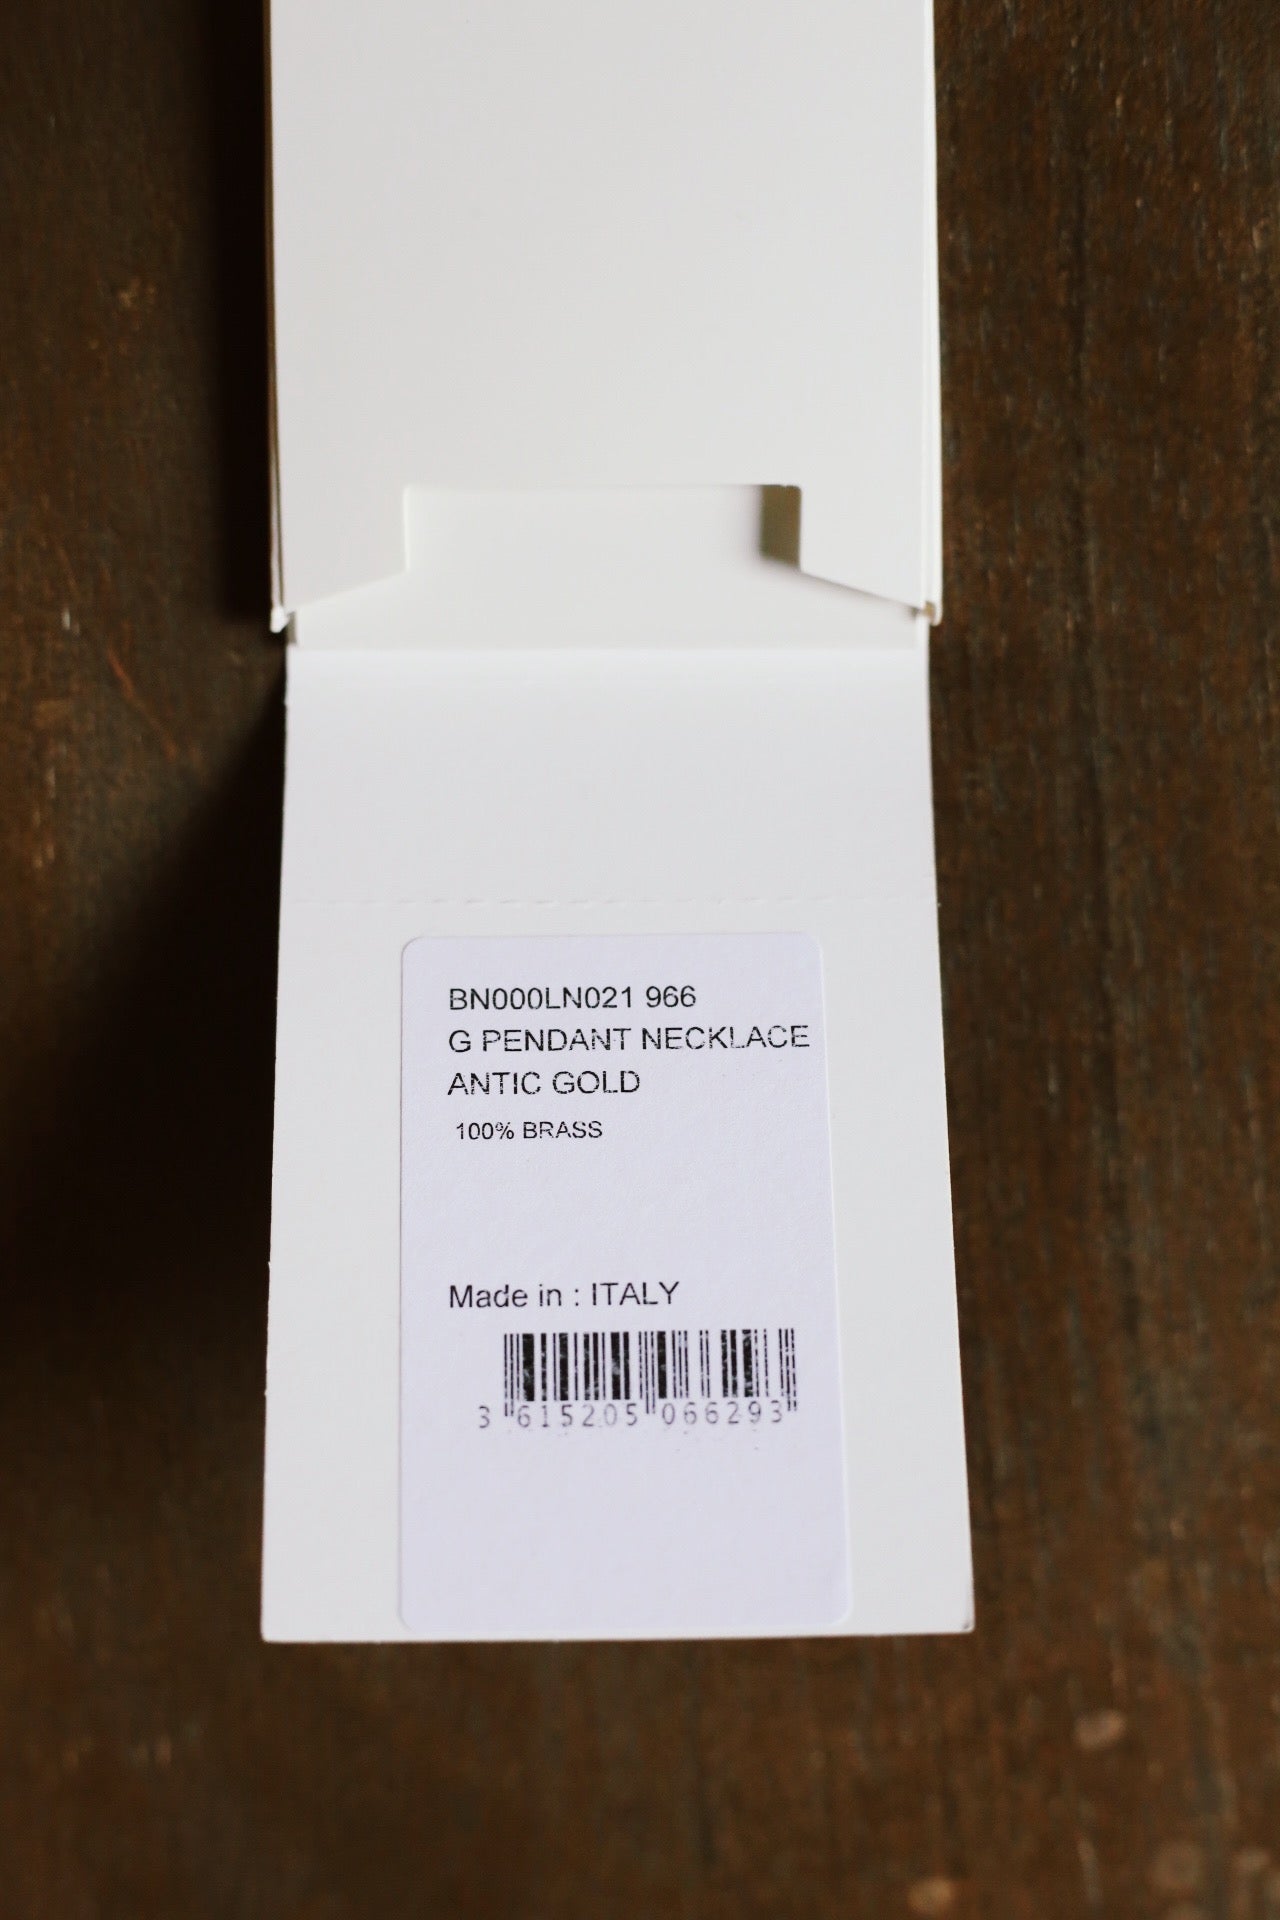 BN000LN021 966
G PENDANT NECKLACE
ANTIC GOLD
100% BRASS
Made in : ITALY
3 615205 066293